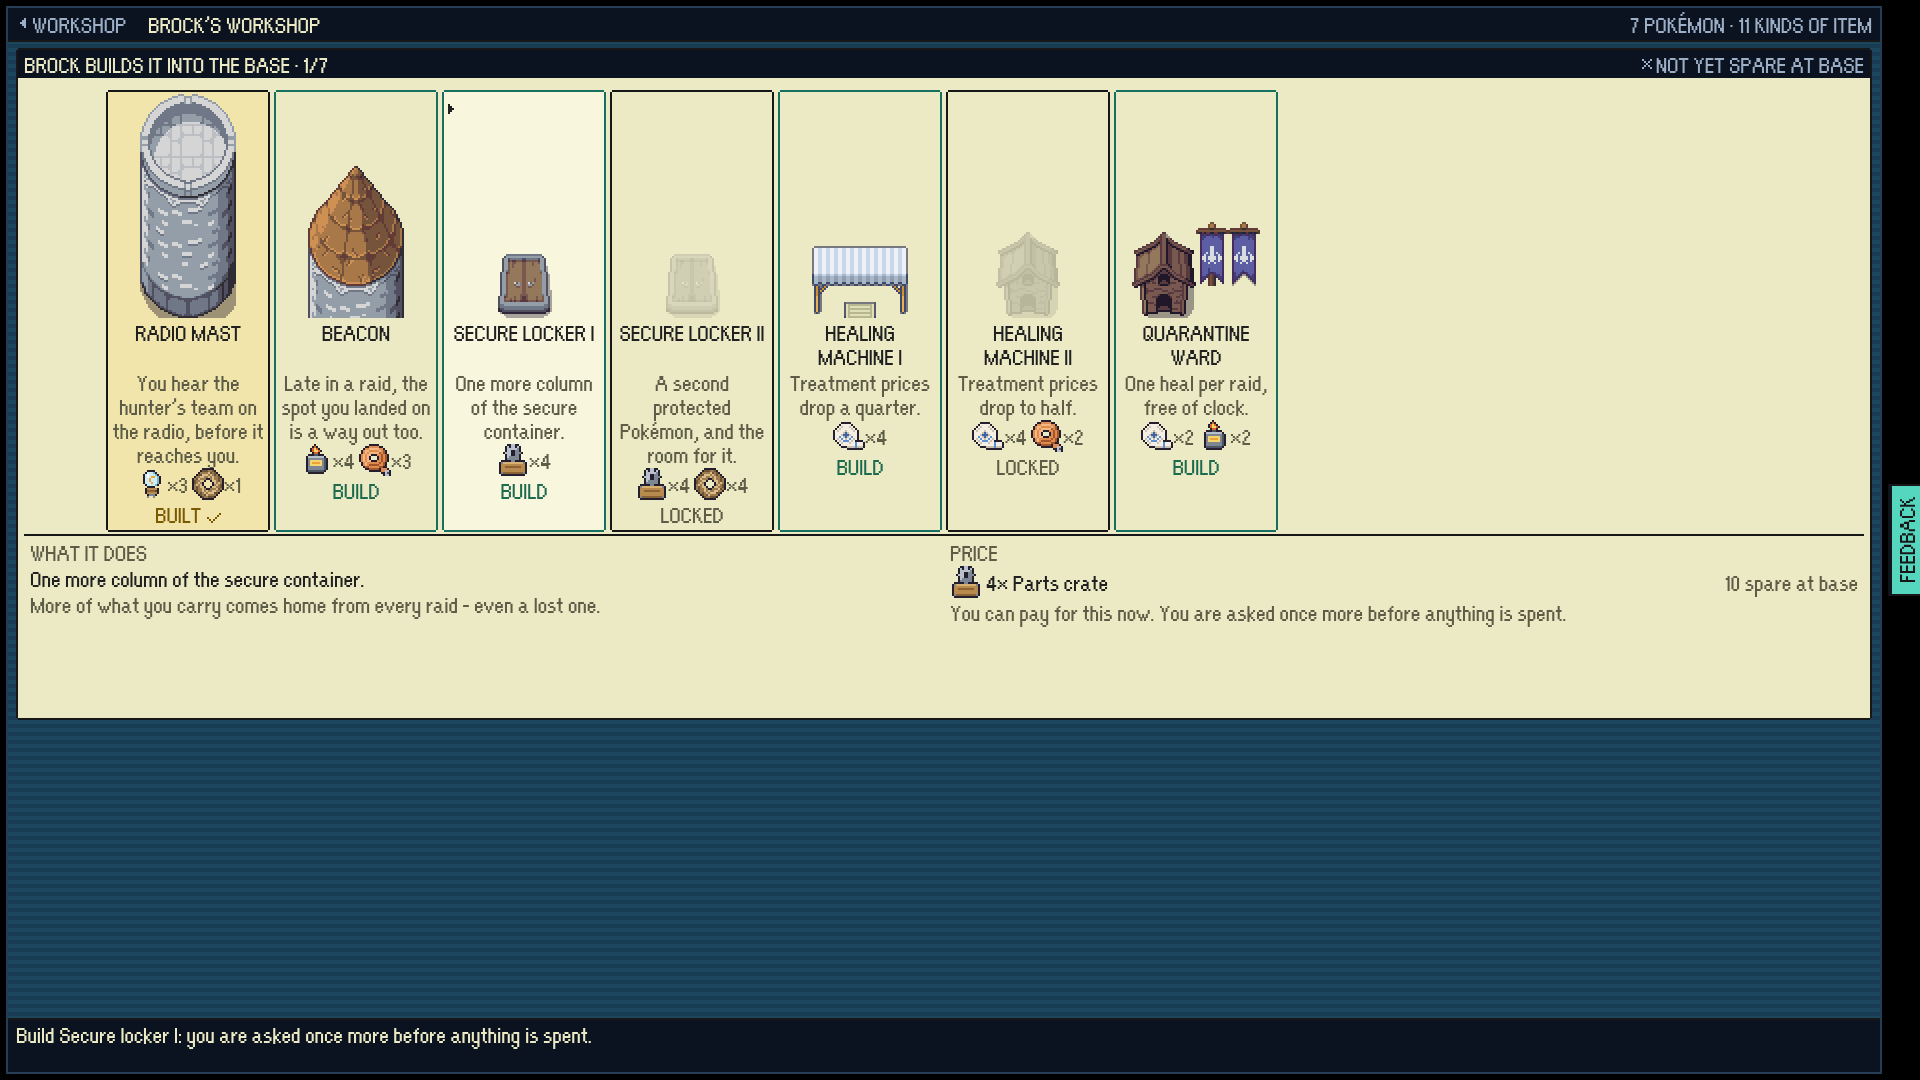 WORKSHOP BROCK'S WORKSHOP 7 POKÉMON · 11 KINDS OF ITEM
BROCK BUILDS IT INTO THE BASE · 1/7 ×NOT YET SPARE AT BASE
RADIO MAST
You hear the
hunter's team on
the radio, before it
reaches you.
×3 ×1
BUILT ✓
BEACON
Late in a raid, the
spot you landed on
is a way out too.
×4 ×3
BUILD
SECURE LOCKER I
One more column
of the secure
container.
×4
BUILD
SECURE LOCKER II
A second
protected
Pokémon, and the
room for it.
×4 ×4
LOCKED
HEALING
MACHINE I
Treatment prices
drop a quarter.
×4
BUILD
HEALING
MACHINE II
Treatment prices
drop to half.
×4 ×2
LOCKED
QUARANTINE
WARD
One heal per raid,
free of clock.
×2 ×2
BUILD
WHAT IT DOES
One more column of the secure container.
More of what you carry comes home from every raid - even a lost one.
PRICE
4× Parts crate 10 spare at base
You can pay for this now. You are asked once more before anything is spent.
FEEDBACK
Build Secure locker I: you are asked once more before anything is spent.